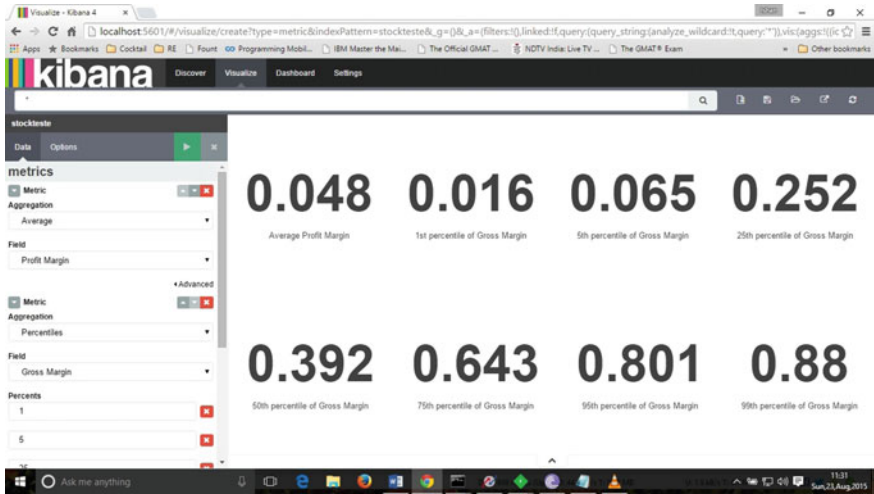 Visualize - Kibana 4
localhost:5601/#/visualize/create?type=metric&indexPattern=stockteste&_g=()&_a=(filters:!(),linked:!f,query:(query_string:(analyze_wildcard:!t,query:'*')),vis:(aggs:!((ic
Apps Bookmarks Cocktail RE Fount Programming Mobil... IBM Master the Mai... The Official GMAT ... NDTV India: Live TV ... The GMAT® Exam » Other bookmarks
kibana Discover Visualize Dashboard Settings
*
stockteste
Data Options
metrics
Metric
Aggregation
Average
Field
Profit Margin
Advanced
Metric
Aggregation
Percentiles
Field
Gross Margin
Percents
1
5
25
0.048 0.016 0.065 0.252
Average Profit Margin 1st percentile of Gross Margin 5th percentile of Gross Margin 25th percentile of Gross Margin
0.392 0.643 0.801 0.88
50th percentile of Gross Margin 75th percentile of Gross Margin 95th percentile of Gross Margin 99th percentile of Gross Margin
Ask me anything
11:31
Sun,23,Aug,2015